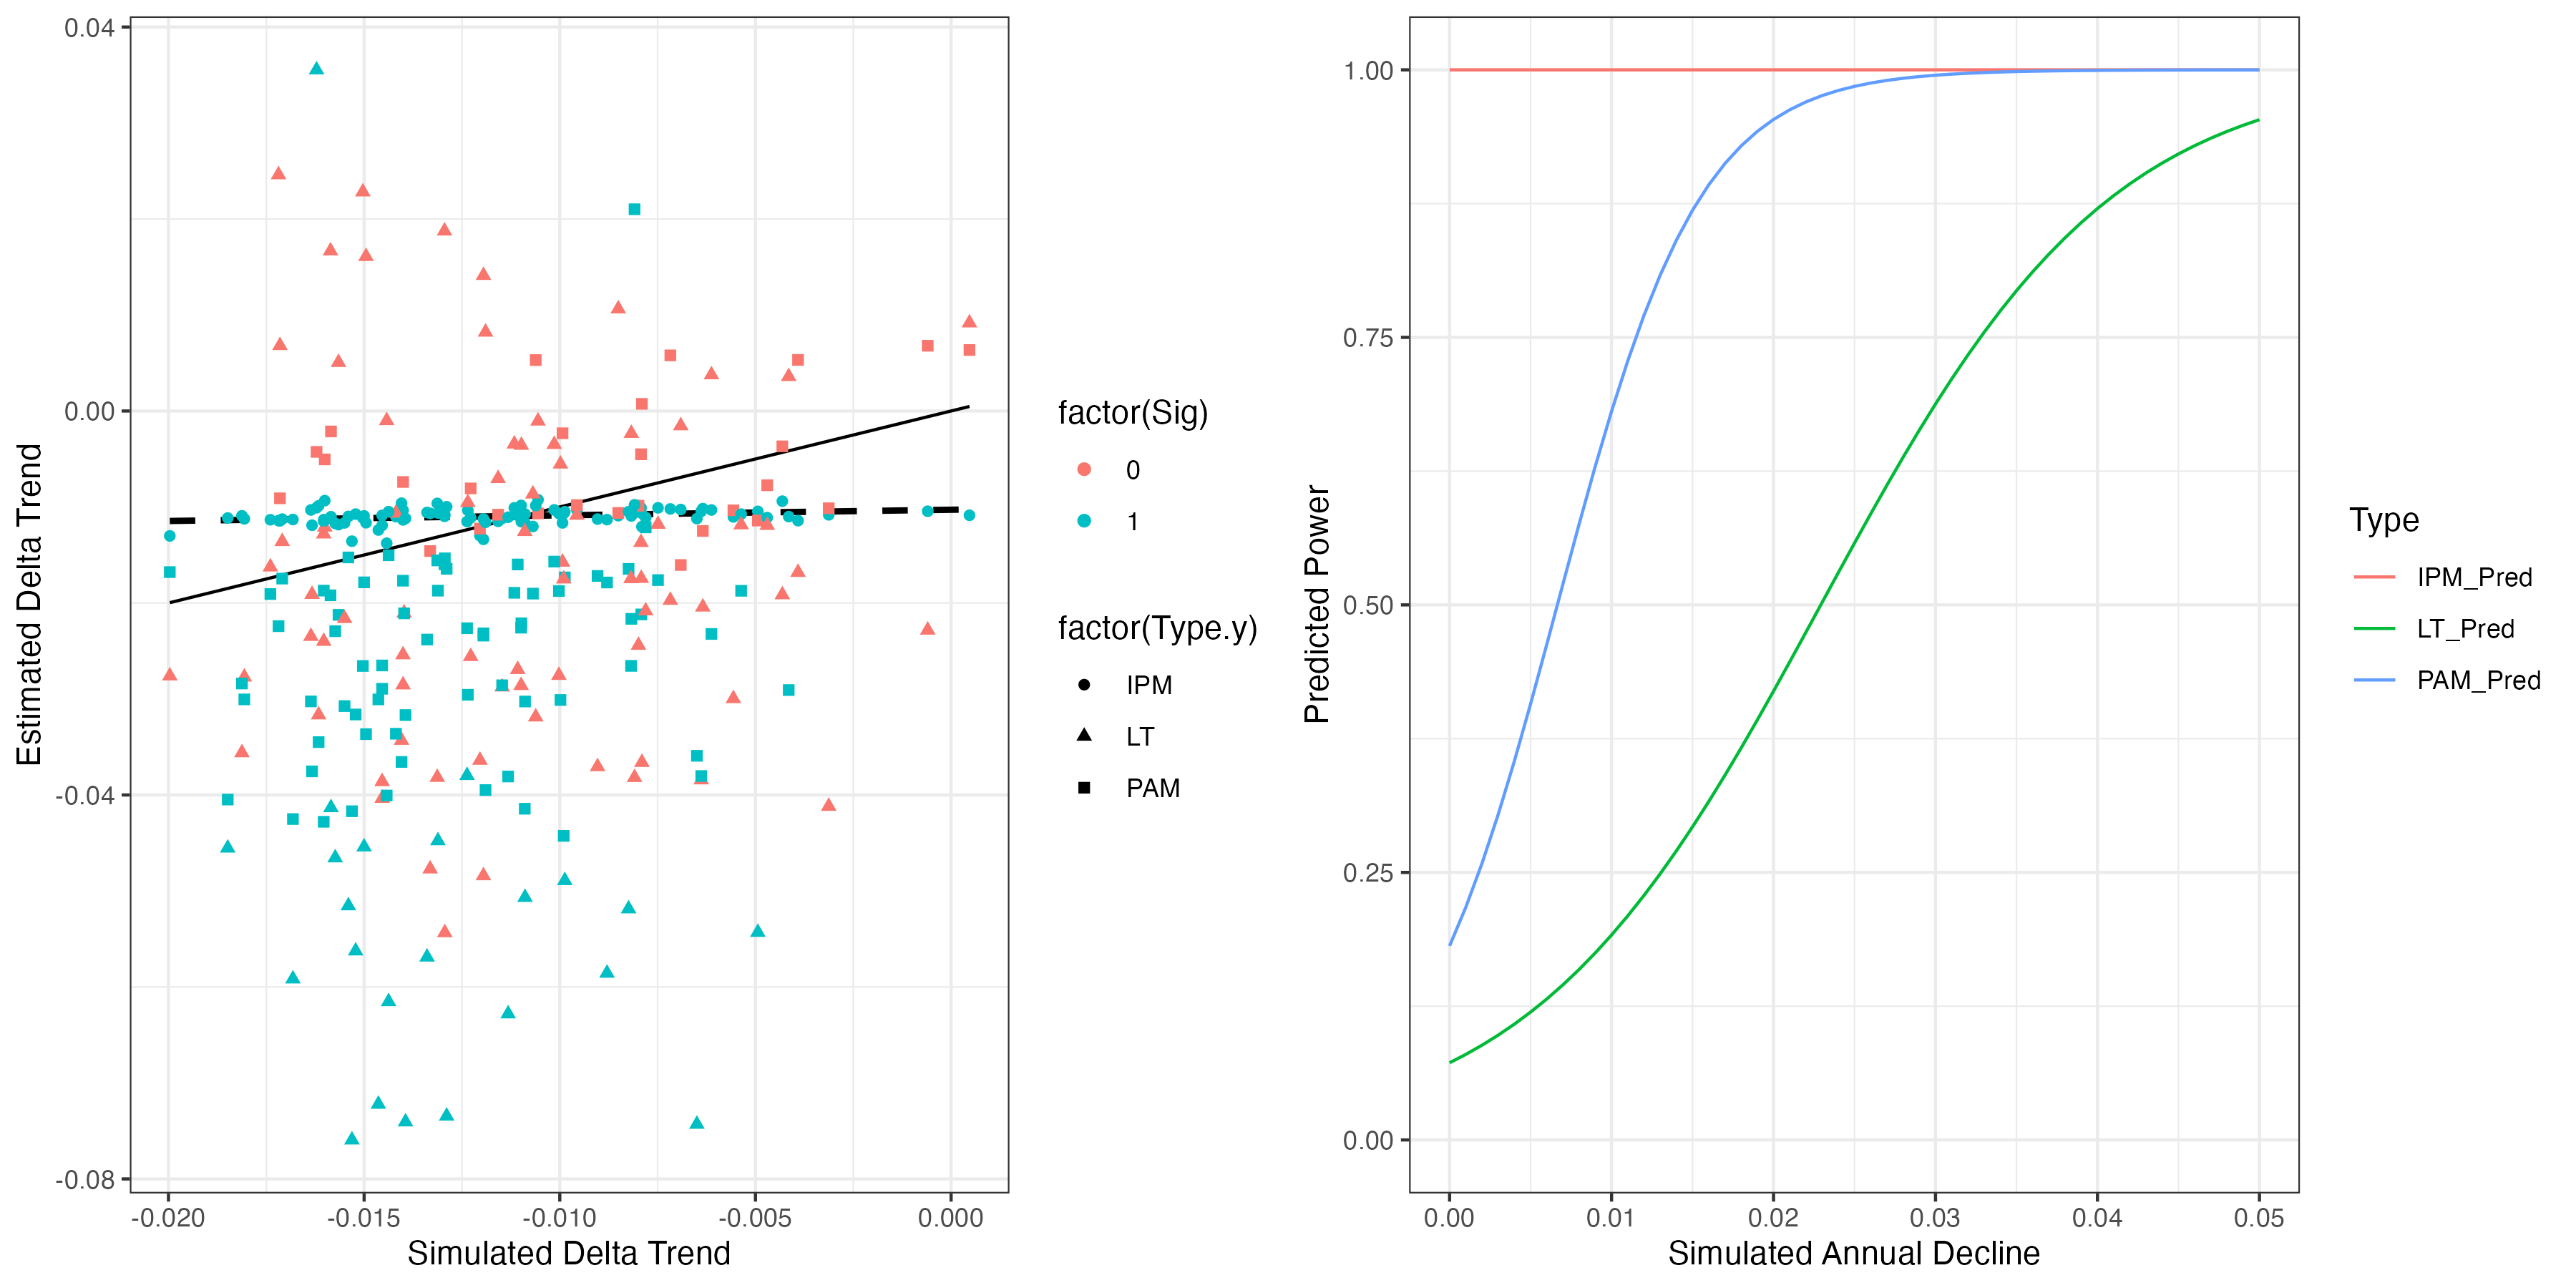 Estimated Delta Trend
0.04
0.00
-0.04
-0.08
-0.020
-0.015
-0.010
-0.005
0.000
Simulated Delta Trend
factor(Sig)
0
1
factor(Type.y)
IPM
LT
PAM
Predicted Power
1.00
0.75
0.50
0.25
0.00
0.00
0.01
0.02
0.03
0.04
0.05
Simulated Annual Decline
Type
IPM_Pred
LT_Pred
PAM_Pred